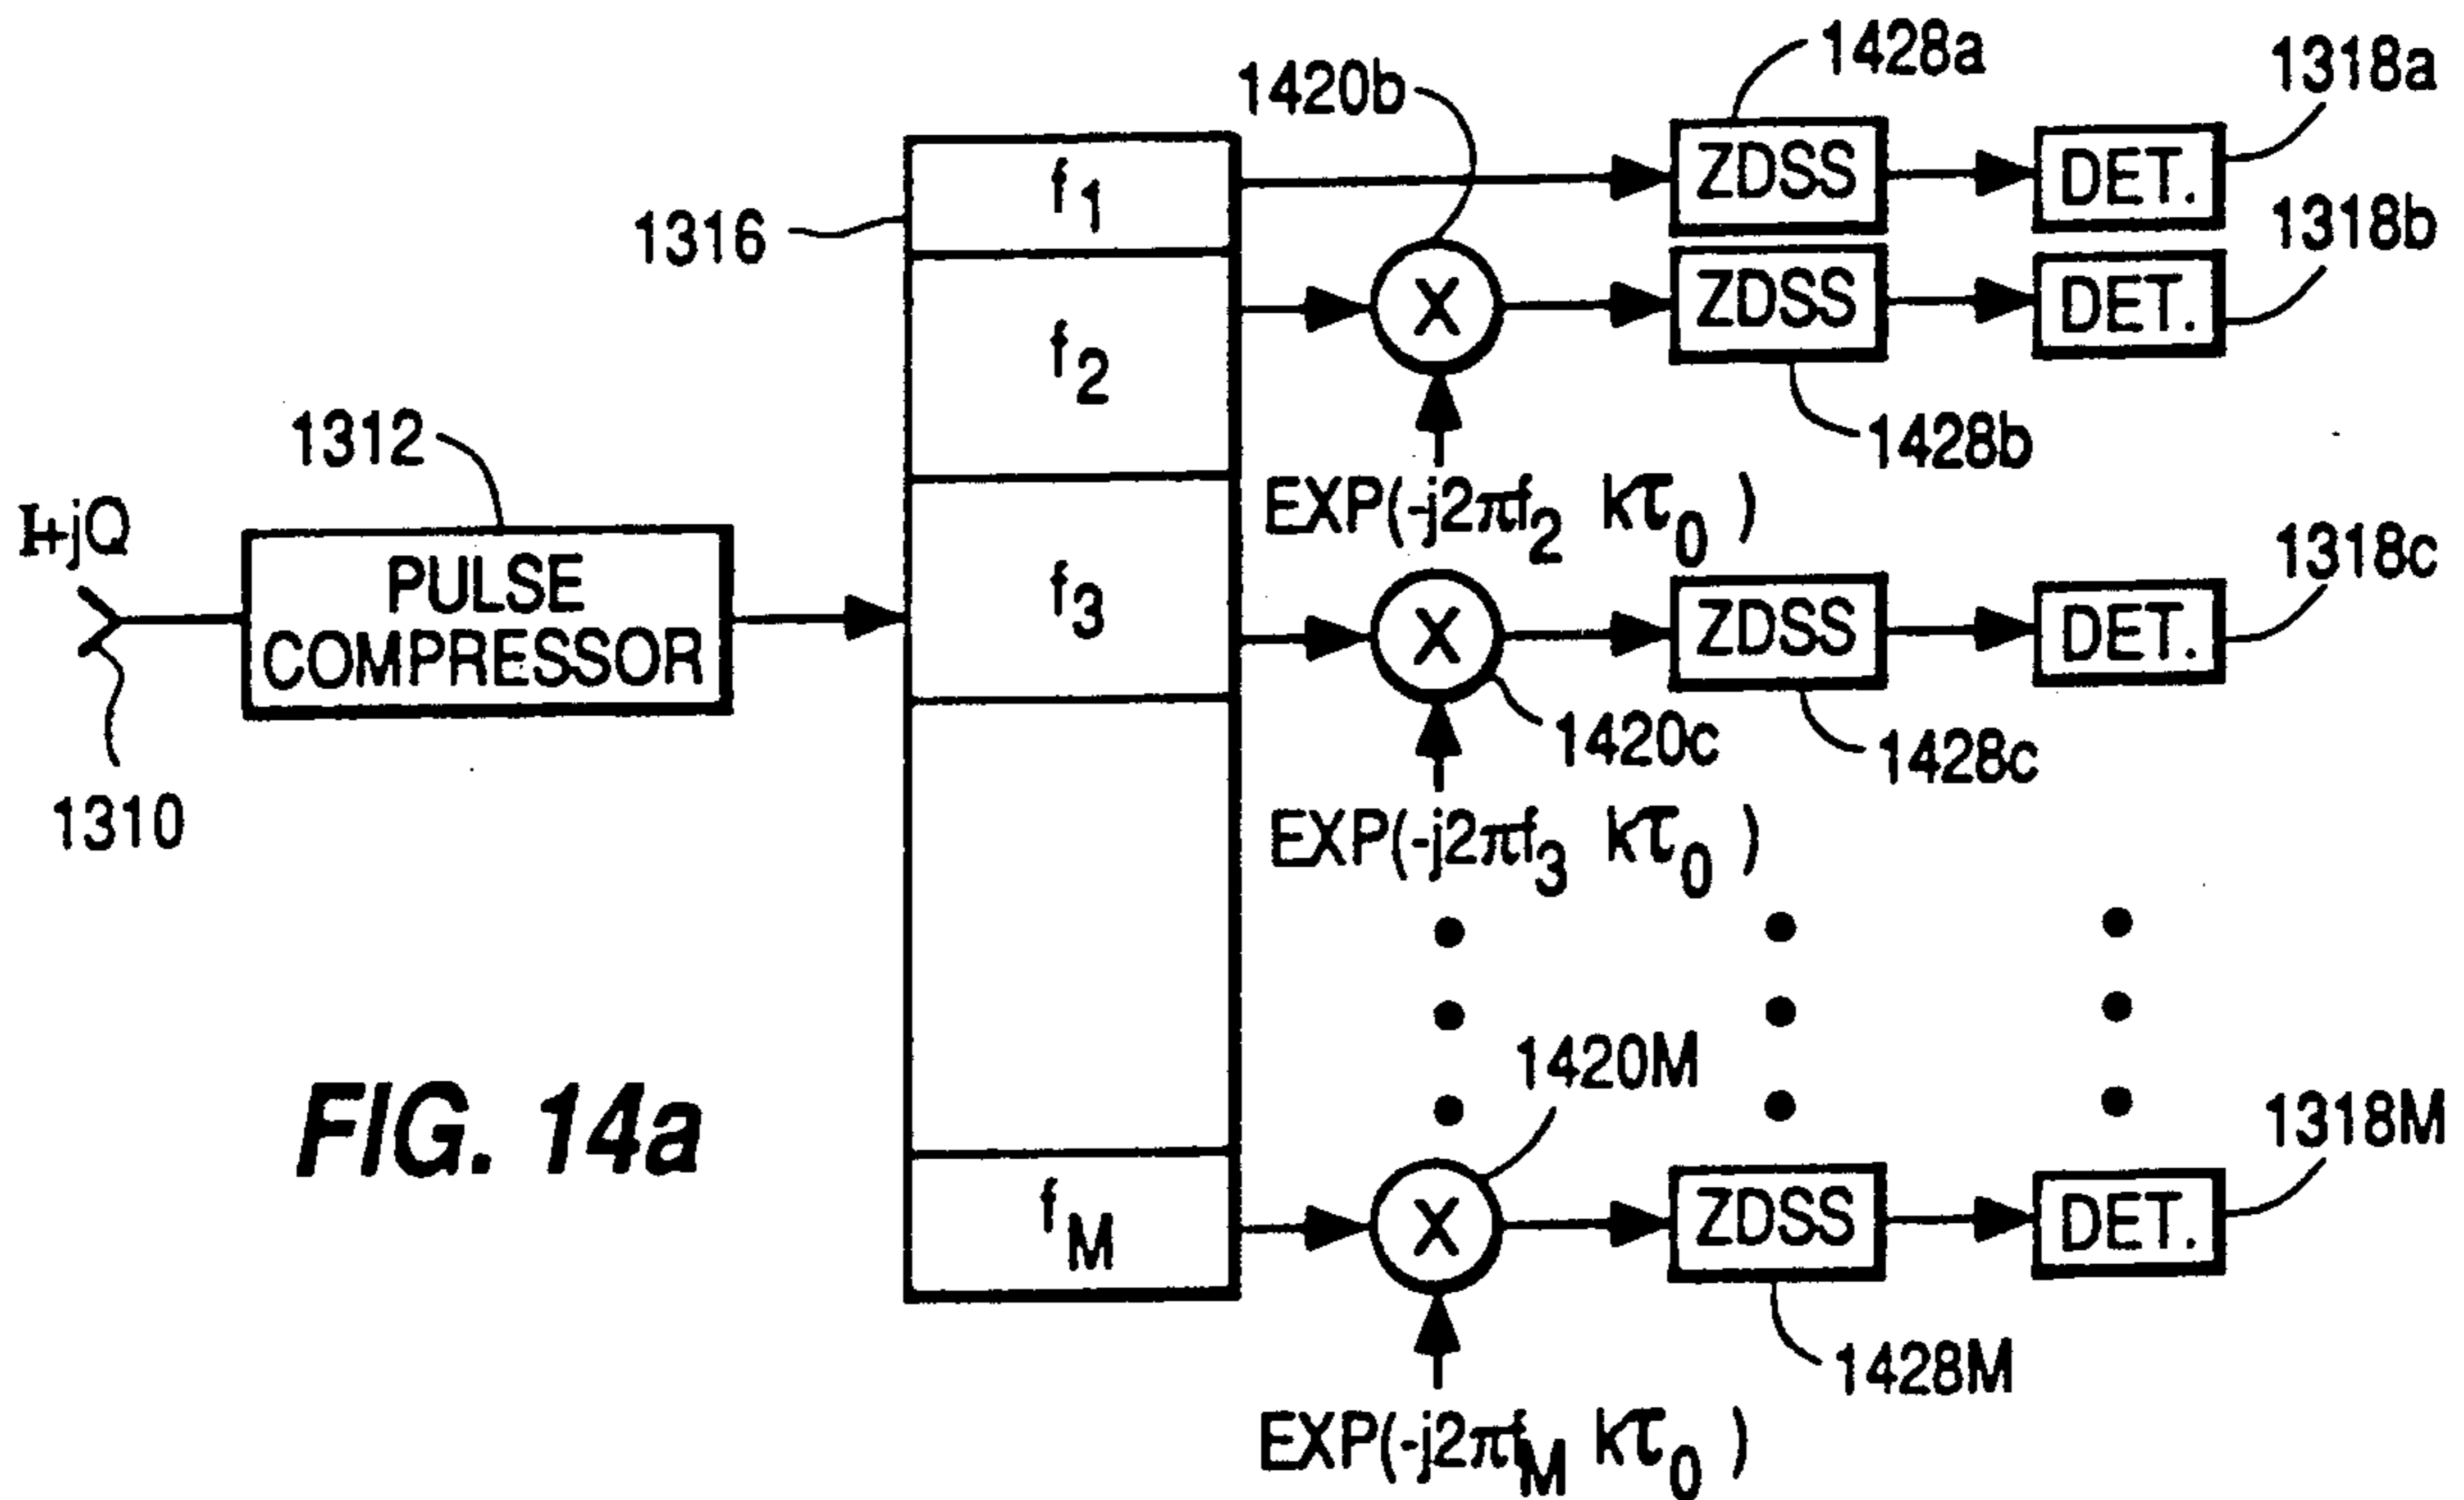 1428a
1318a
1420b
ZDSS
DET.
f1
1316
1318b
X
ZDSS
DET.
f2
1428b
1312
EXP(-j2πf2 kτ0 )
I+jQ
PULSE
COMPRESSOR
1318c
f3
X
ZDSS
DET.
1420c
1428c
1310
EXP(-j2πf3 kτ0 )
1420M
FIG. 14a
1318M
fM
X
ZDSS
DET.
1428M
EXP(-j2πfM kτ0 )